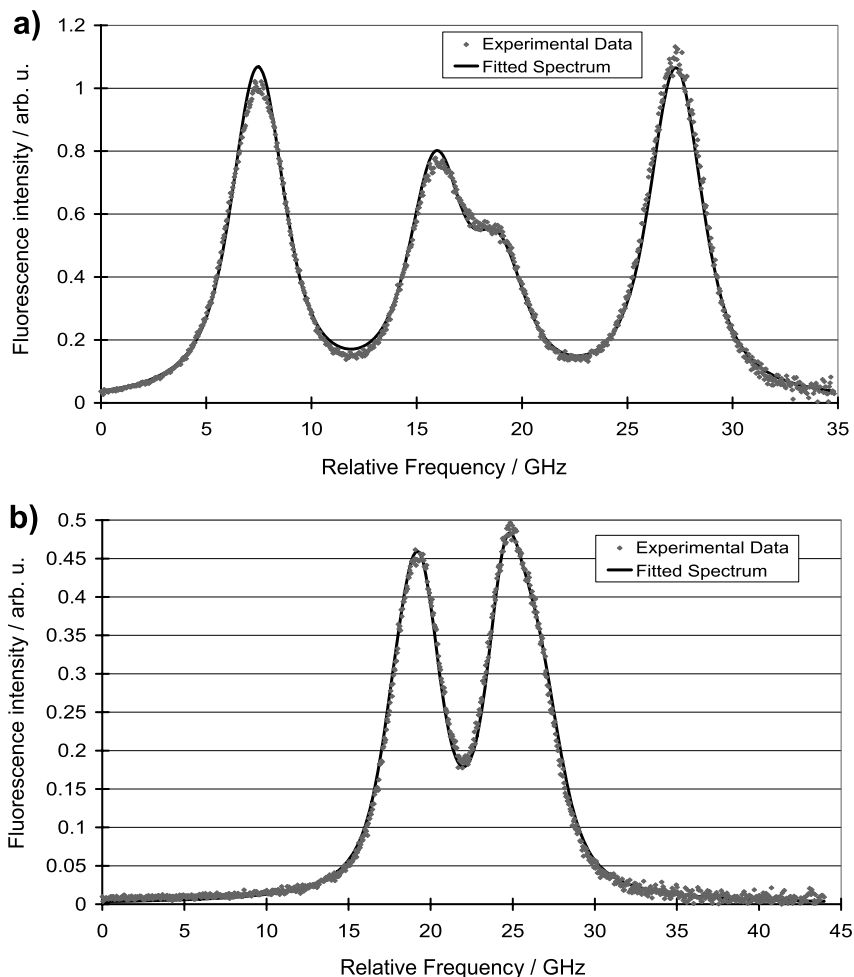 a)
Fluorescence intensity / arb. u.
1.2
1
0.8
0.6
0.4
0.2
0
Experimental Data
Fitted Spectrum
0 5 10 15 20 25 30 35
Relative Frequency / GHz
b)
Fluorescence intensity / arb. u.
0.5
0.45
0.4
0.35
0.3
0.25
0.2
0.15
0.1
0.05
0
Experimental Data
Fitted Spectrum
0 5 10 15 20 25 30 35 40 45
Relative Frequency / GHz